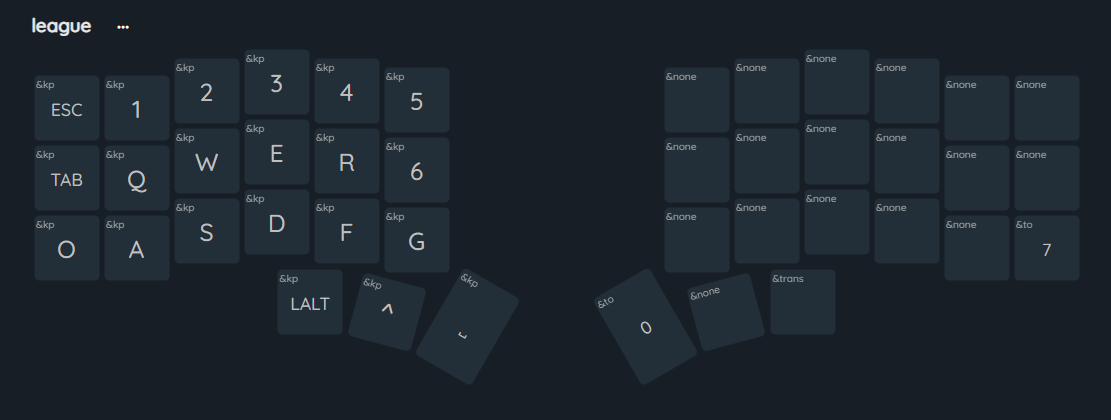 league ...
&kp ESC &kp 1 &kp 2 &kp 3 &kp 4 &kp 5 &none &none &none &none &none &none
&kp TAB &kp Q &kp W &kp E &kp R &kp 6 &none &none &none &none &none &none
&kp O &kp A &kp S &kp D &kp F &kp G &none &none &none &none &none &to 7
&kp LALT &kp ^ &kp ⎵ &to 0 &none &trans